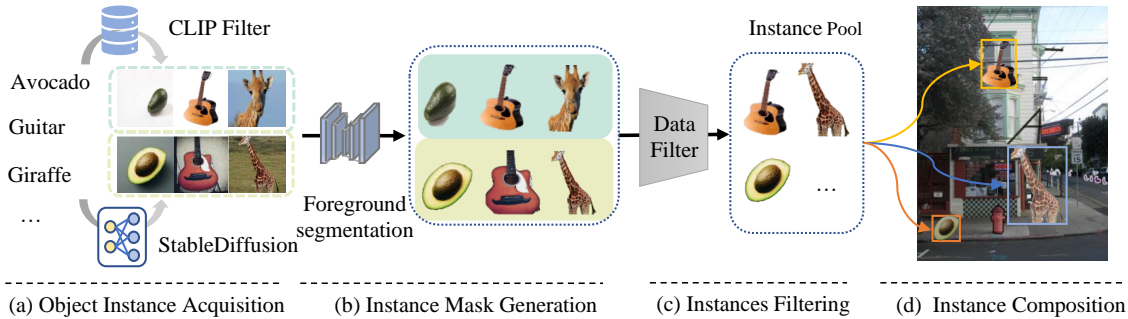 CLIP Filter
Avocado
Guitar
Giraffe
…
StableDiffusion
Foreground
segmentation
Data
Filter
Instance Pool
...
(a) Object Instance Acquisition
(b) Instance Mask Generation
(c) Instances Filtering
(d) Instance Composition